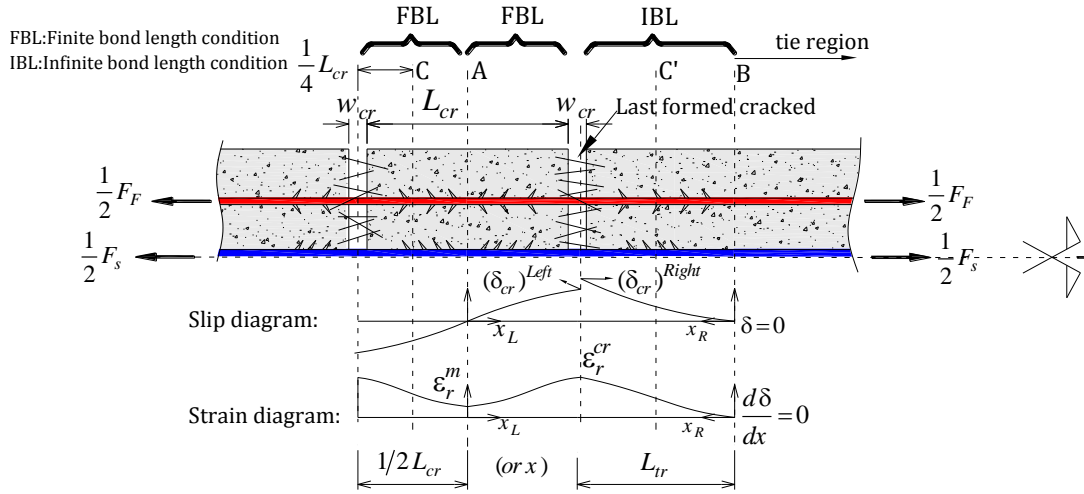 FBL FBL IBL
FBL:Finite bond length condition
IBL:Infinite bond length condition
1/4 L_cr
C A C' B
tie region
w_cr L_cr w_cr
Last formed cracked
1/2 F_F
1/2 F_F
1/2 F_s
1/2 F_s
(δ_cr)^Left (δ_cr)^Right
Slip diagram:
x_L x_R δ=0
ε_r^m ε_r^cr
Strain diagram:
x_L x_R dδ/dx =0
1/2 L_cr (or x) L_tr